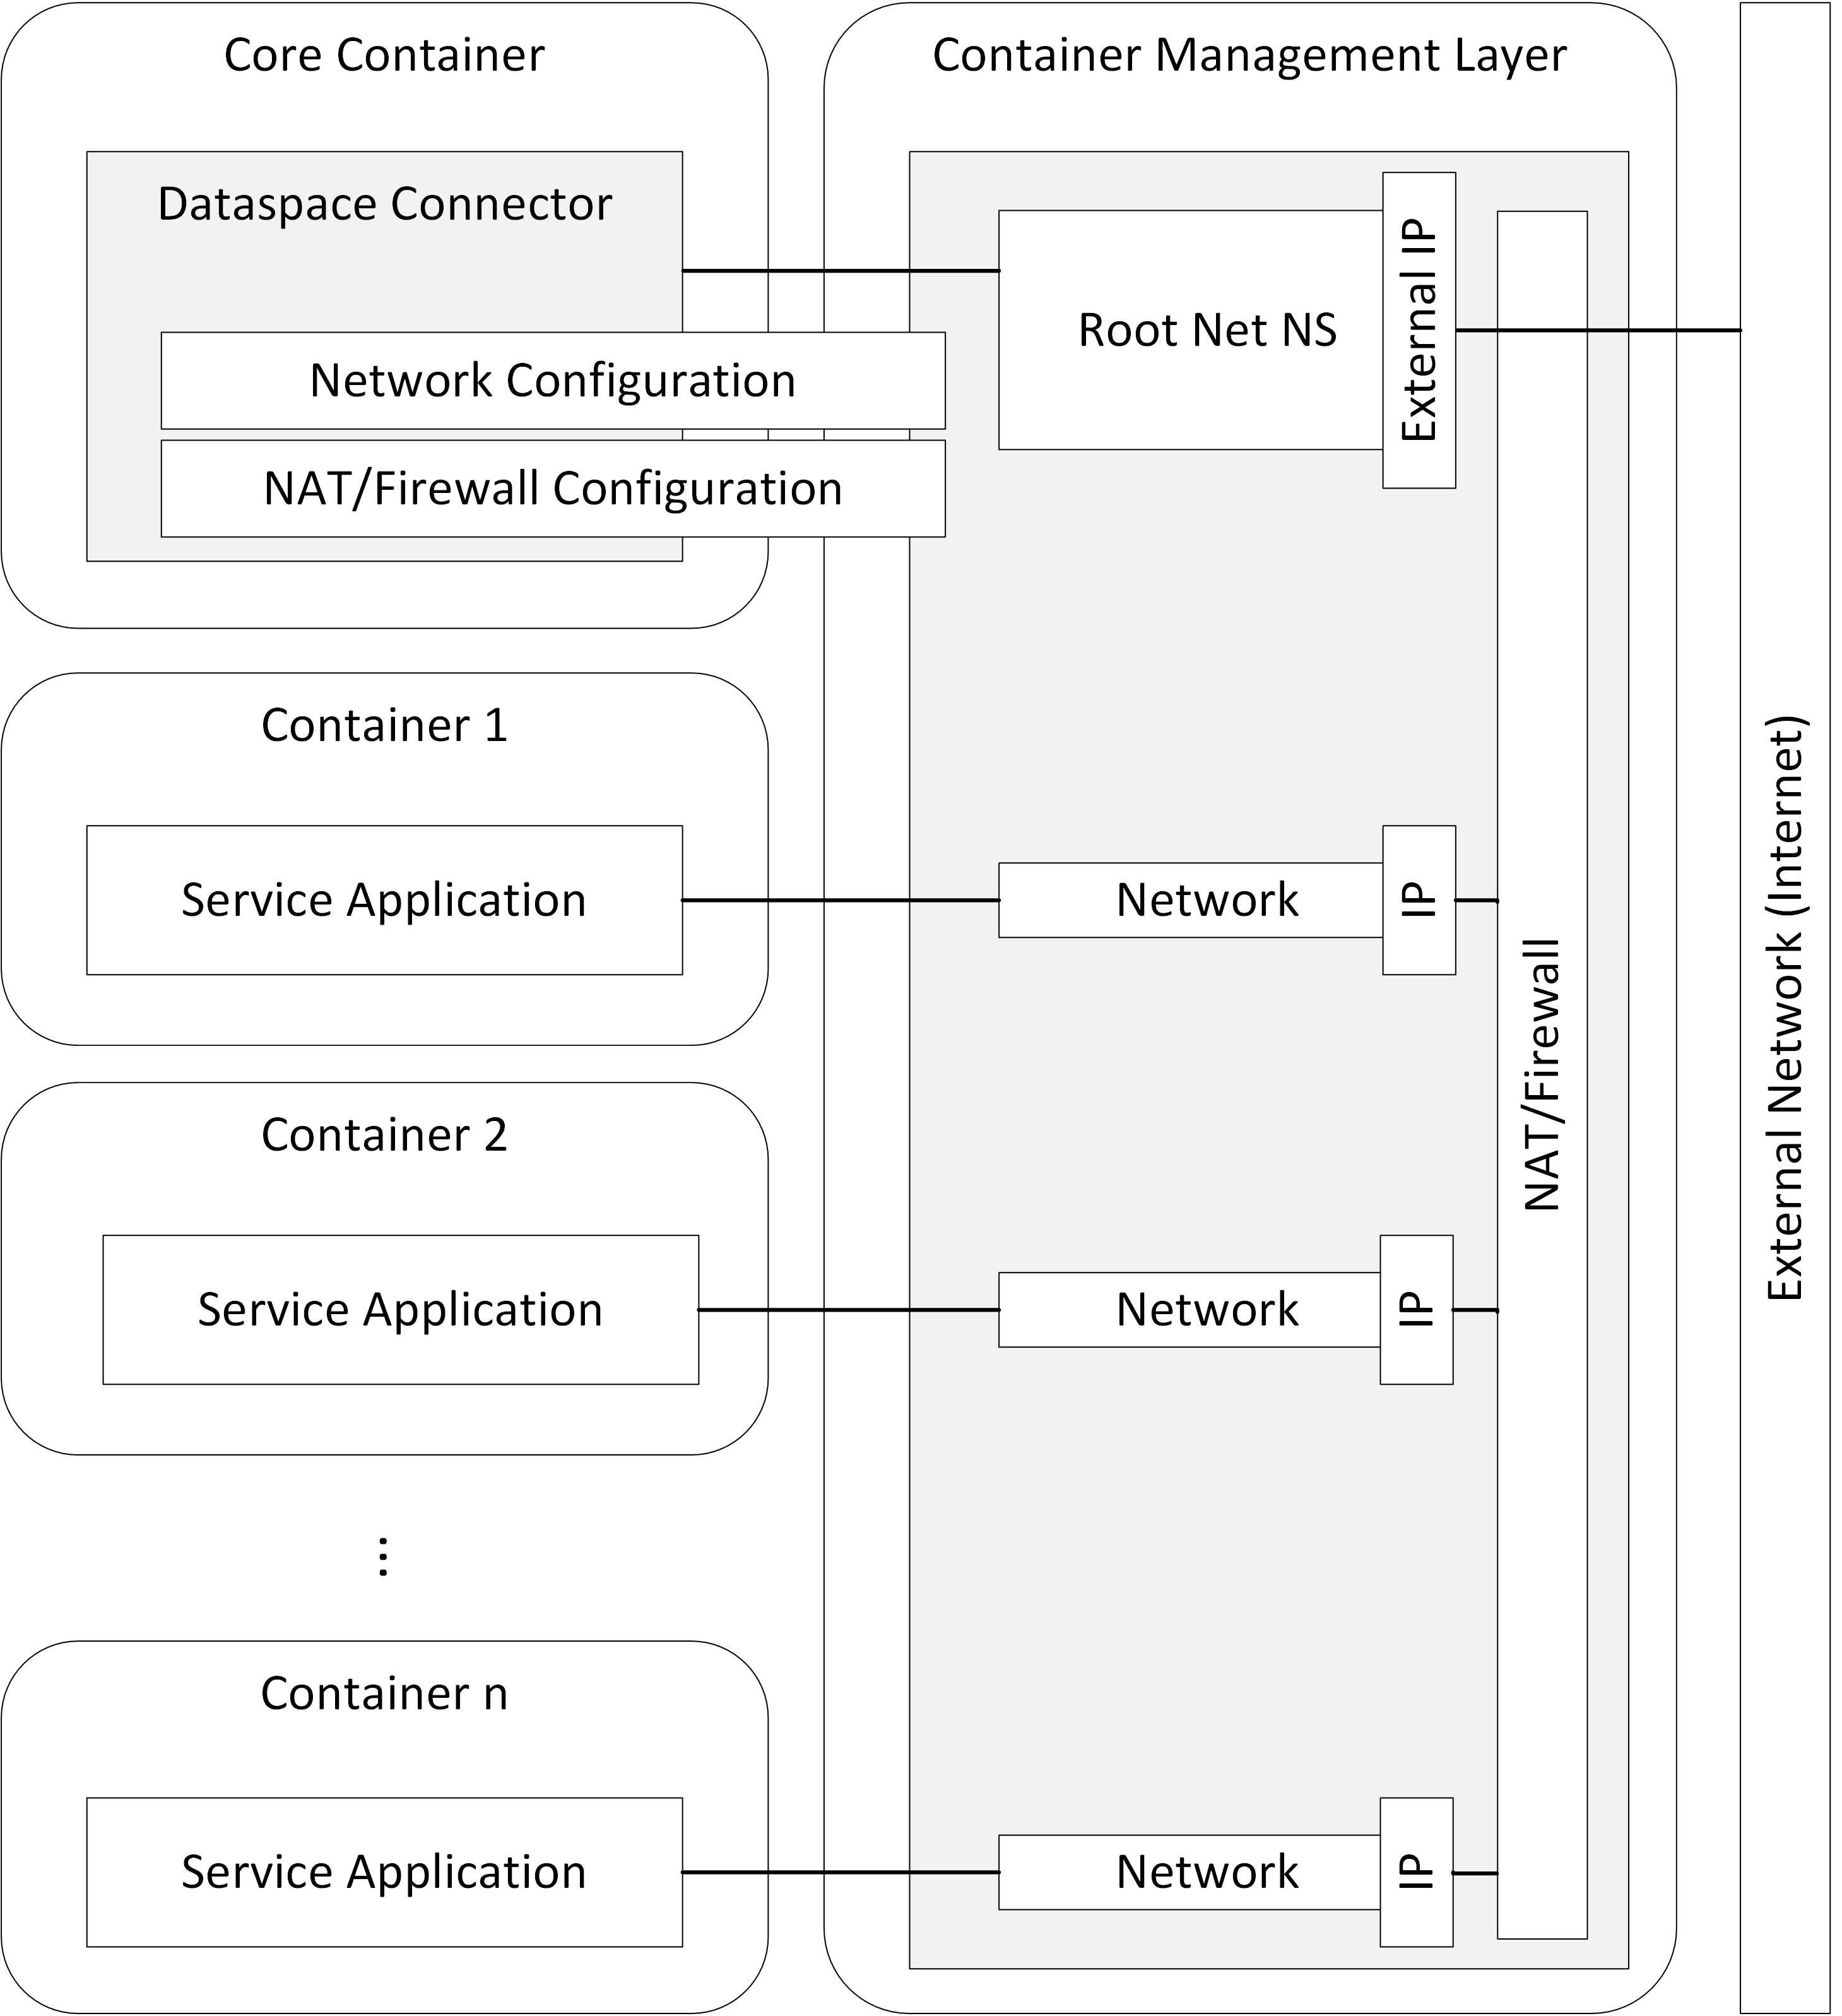 Core Container
Container Management Layer
Dataspace Connector
Root Net NS
External IP
Network Configuration
NAT/Firewall Configuration
Container 1
Service Application
Network
IP
Container 2
Service Application
Network
IP
⋮
Container n
Service Application
Network
IP
NAT/Firewall
External Network (Internet)